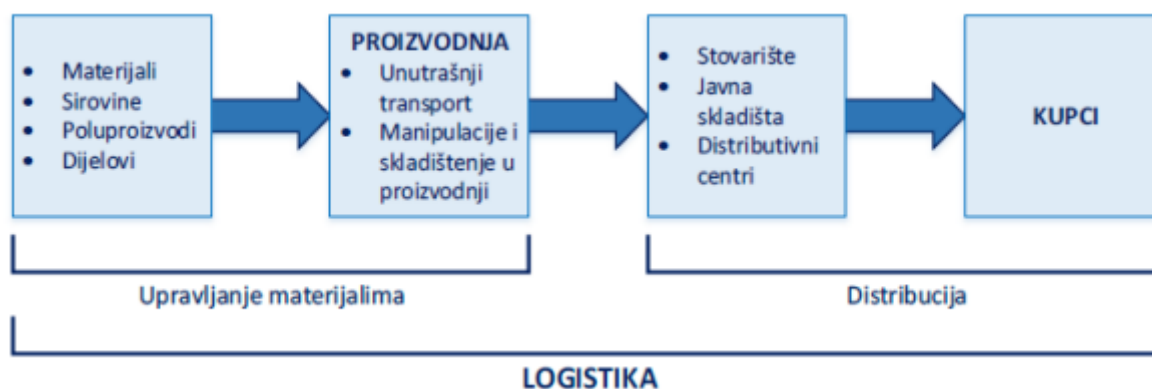 • Materijali
• Sirovine
• Poluproizvodi
• Dijelovi
PROIZVODNJA
• Unutrašnji
transport
• Manipulacije i
skladištenje u
proizvodnji
• Stovarište
• Javna
skladišta
• Distributivni
centri
KUPCI
Upravljanje materijalima
Distribucija
LOGISTIKA